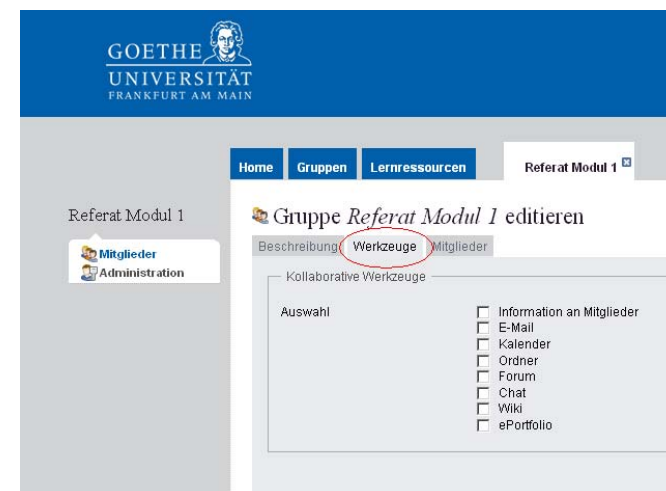 GOETHE
UNIVERSITÄT
FRANKFURT AM MAIN
Home Gruppen Lernressourcen Referat Modul 1
Referat Modul 1
Mitglieder
Administration
Gruppe Referat Modul 1 editieren
Beschreibung Werkzeuge Mitglieder
Kollaborative Werkzeuge
Auswahl
Information an Mitglieder
E-Mail
Kalender
Ordner
Forum
Chat
Wiki
ePortfolio